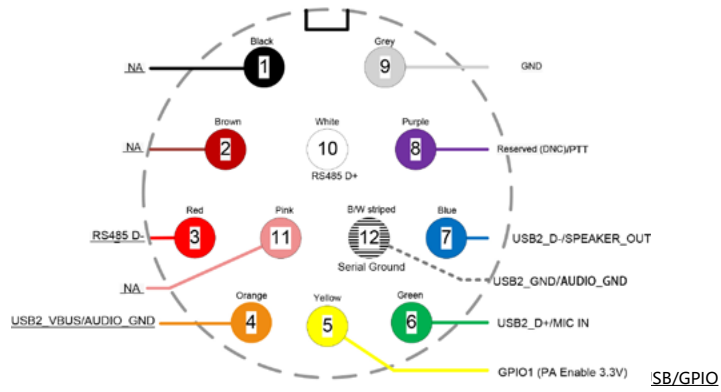 Black
Grey
NA
1
9
GND
Brown
White
Purple
NA
2
10
8
Reserved (DNC)/PTT
RS485 D+
Red
Pink
B/W striped
Blue
RS485 D-
3
11
12
7
USB2_D-/SPEAKER_OUT
Serial Ground
NA
USB2_GND/AUDIO_GND
Orange
Yellow
Green
USB2_VBUS/AUDIO_GND
4
5
6
USB2_D+/MIC IN
GPIO1 (PA Enable 3.3V)
SB/GPIO